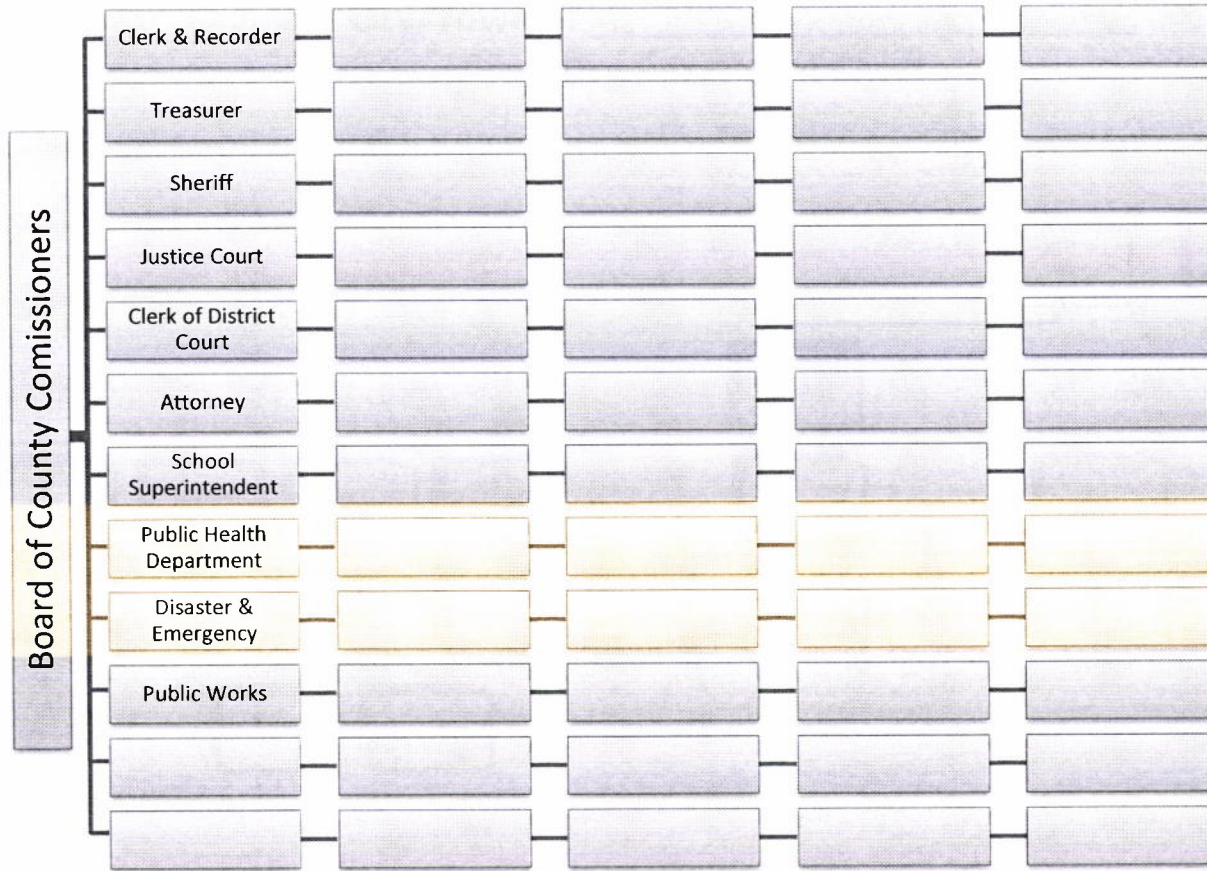 Board of County Comissioners
Clerk & Recorder
Treasurer
Sheriff
Justice Court
Clerk of District
Court
Attorney
School
Superintendent
Public Health
Department
Disaster &
Emergency
Public Works